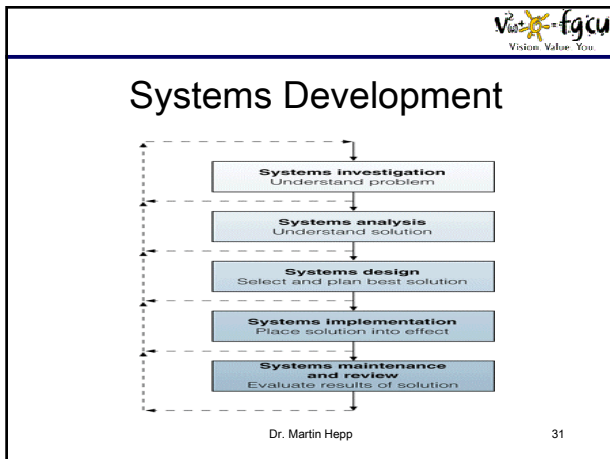 Vision + = fgcu
Vision. Value. You.
Systems Development
Systems investigation
Understand problem
Systems analysis
Understand solution
Systems design
Select and plan best solution
Systems implementation
Place solution into effect
Systems maintenance
and review
Evaluate results of solution
Dr. Martin Hepp 31